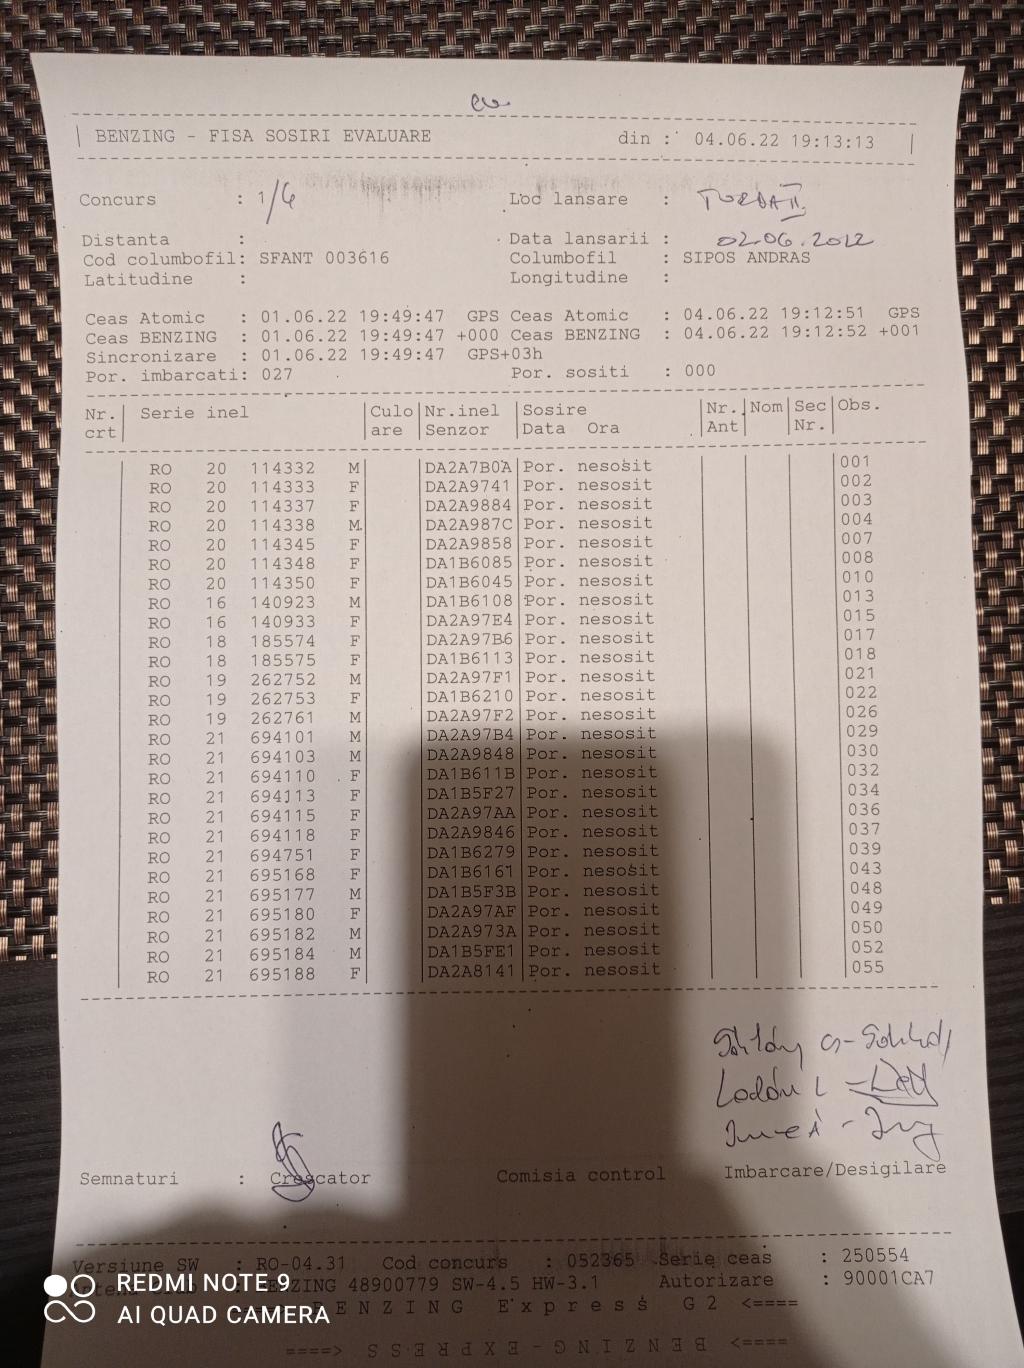 BENZING - FISA SOSIRI EVALUARE din : 04.06.22 19:13:13
Concurs : 1/6 Loc lansare : TURDA II
Distanta : Data lansarii : 02.06.2022
Cod columbofil: SFANT 003616 Columbofil : SIPOS ANDRAS
Latitudine : Longitudine :
Ceas Atomic : 01.06.22 19:49:47 GPS Ceas Atomic : 04.06.22 19:12:51 GPS
Ceas BENZING : 01.06.22 19:49:47 +000 Ceas BENZING : 04.06.22 19:12:52 +001
Sincronizare : 01.06.22 19:49:47 GPS+03h
Por. imbarcati: 027 Por. sositi : 000
Nr. Serie inel Culo Nr.inel Sosire Nr. Nom Sec Obs.
crt are Senzor Data Ora Ant Nr.
RO 20 114332 M DA2A7B0A Por. nesosit 001
RO 20 114333 F DA2A9741 Por. nesosit 002
RO 20 114337 F DA2A9884 Por. nesosit 003
RO 20 114338 M DA2A987C Por. nesosit 004
RO 20 114345 F DA2A9858 Por. nesosit 007
RO 20 114348 F DA1B6085 Por. nesosit 008
RO 20 114350 F DA1B6045 Por. nesosit 010
RO 16 140923 M DA1B6108 Por. nesosit 013
RO 16 140933 F DA2A97E4 Por. nesosit 015
RO 18 185574 F DA2A97B6 Por. nesosit 017
RO 18 185575 F DA1B6113 Por. nesosit 018
RO 19 262752 M DA2A97F1 Por. nesosit 021
RO 19 262753 F DA1B6210 Por. nesosit 022
RO 19 262761 M DA2A97F2 Por. nesosit 026
RO 21 694101 M DA2A97B4 Por. nesosit 029
RO 21 694103 M DA2A9848 Por. nesosit 030
RO 21 694110 F DA1B611B Por. nesosit 032
RO 21 694113 F DA1B5F27 Por. nesosit 034
RO 21 694115 F DA2A97AA Por. nesosit 036
RO 21 694118 F DA2A9846 Por. nesosit 037
RO 21 694751 F DA1B6279 Por. nesosit 039
RO 21 695168 F DA1B6161 Por. nesosit 043
RO 21 695177 M DA1B5F3B Por. nesosit 048
RO 21 695180 F DA2A97AF Por. nesosit 049
RO 21 695182 M DA2A973A Por. nesosit 050
RO 21 695184 M DA1B5FE1 Por. nesosit 052
RO 21 695188 F DA2A8141 Por. nesosit 055
Semnaturi : Crescator Comisia control Imbarcare/Desigilare
Versiune SW : RO-04.31 Cod concurs : 052365 Serie ceas : 250554
BENZING 48900779 SW-4.5 HW-3.1 Autorizare : 90001CA7
BENZING Express G2 <====
====> BENZING-EXPRESS <====
REDMI NOTE 9
AI QUAD CAMERA